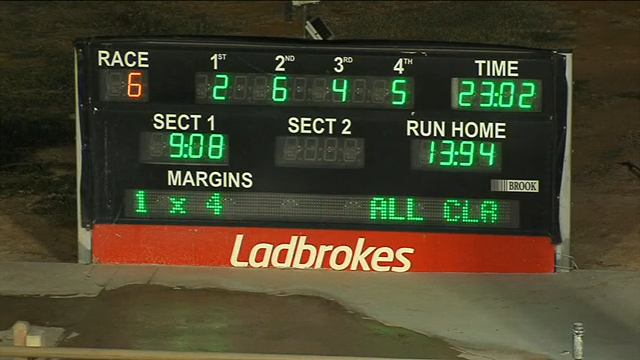 RACE 1ST 2ND 3RD 4TH TIME
6 2 6 4 5 23:02
SECT 1 SECT 2 RUN HOME
9:08 13:94
MARGINS
BROOK
1 x 4 ALL CLR
Ladbrokes